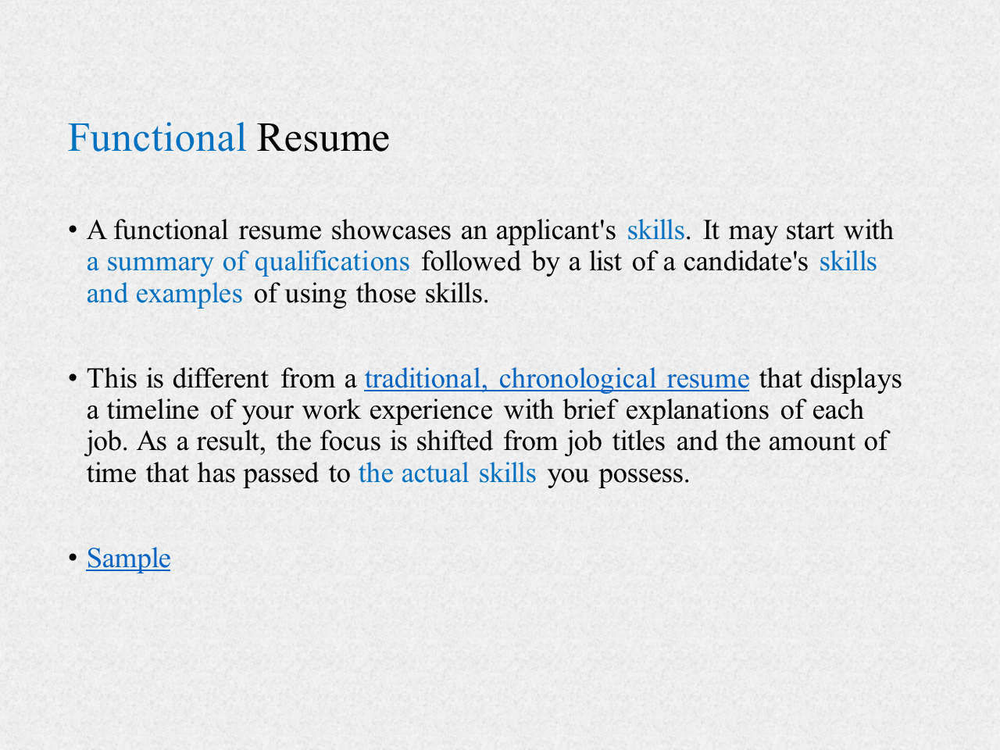 Functional Resume
• A functional resume showcases an applicant's skills. It may start with
a summary of qualifications followed by a list of a candidate's skills
and examples of using those skills.
• This is different from a traditional, chronological resume that displays
a timeline of your work experience with brief explanations of each
job. As a result, the focus is shifted from job titles and the amount of
time that has passed to the actual skills you possess.
• Sample